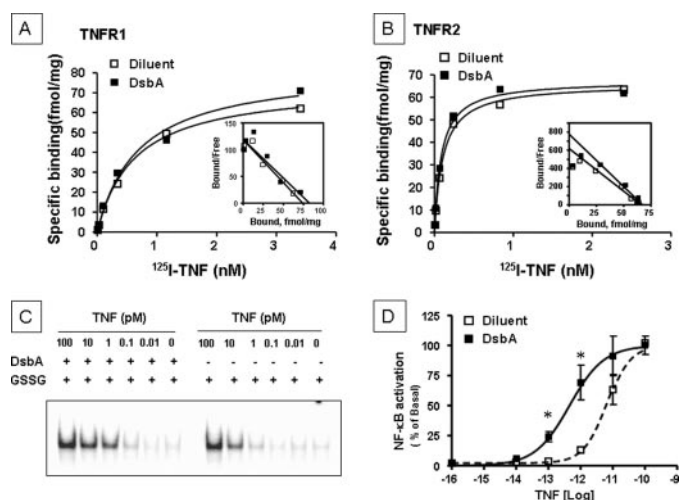 A
TNFR1
Diluent
DsbA
Specific binding(fmol/mg)
80
70
60
50
40
30
20
10
0
0
1
2
3
4
125I-TNF (nM)
Bound/Free
150
100
50
0
0
25
50
75
100
Bound, fmol/mg
B
TNFR2
Diluent
DsbA
Specific binding(fmol/mg)
80
70
60
50
40
30
20
10
0
0
1
2
3
125I-TNF (nM)
Bound/Free
800
600
400
200
0
0
25
50
75
Bound, fmol/mg
C
TNF (pM) TNF (pM)
100 10 1 0.1 0.01 0 100 10 1 0.1 0.01 0
DsbA + + + + + + - - - - - -
GSSG + + + + + + + + + + + +
D
Diluent
DsbA
NF-κB activation
( % of Basal)
125
100
75
50
25
0
* *
-16 -14 -13 -12 -11 -10 -9
TNF [Log]